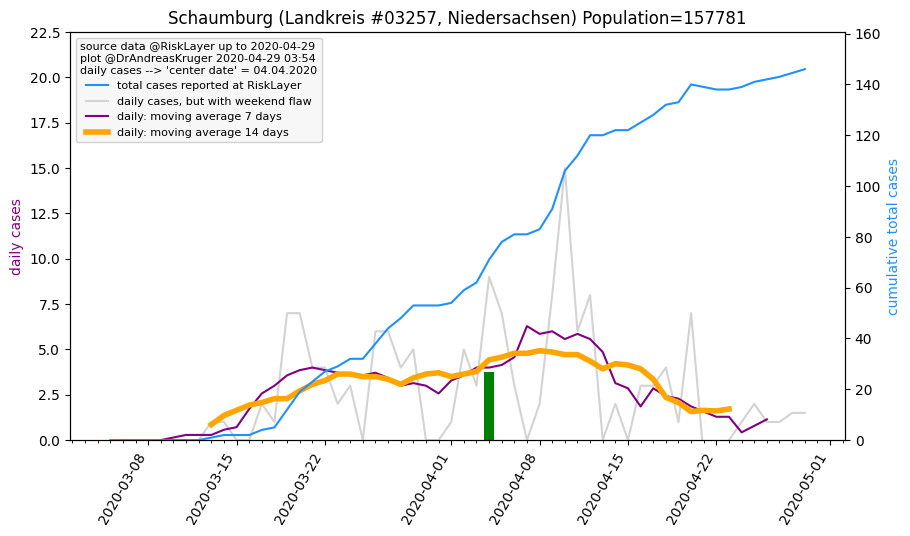 Schaumburg (Landkreis #03257, Niedersachsen) Population=157781
source data @RiskLayer up to 2020-04-29
plot @DrAndreasKruger 2020-04-29 03:54
daily cases --> 'center date' = 04.04.2020
total cases reported at RiskLayer
daily cases, but with weekend flaw
daily: moving average 7 days
daily: moving average 14 days
daily cases
22.5
20.0
17.5
15.0
12.5
10.0
7.5
5.0
2.5
0.0
160
140
120
100
80
60
40
20
0
cumulative total cases
2020-03-08
2020-03-15
2020-03-22
2020-04-01
2020-04-08
2020-04-15
2020-04-22
2020-05-01